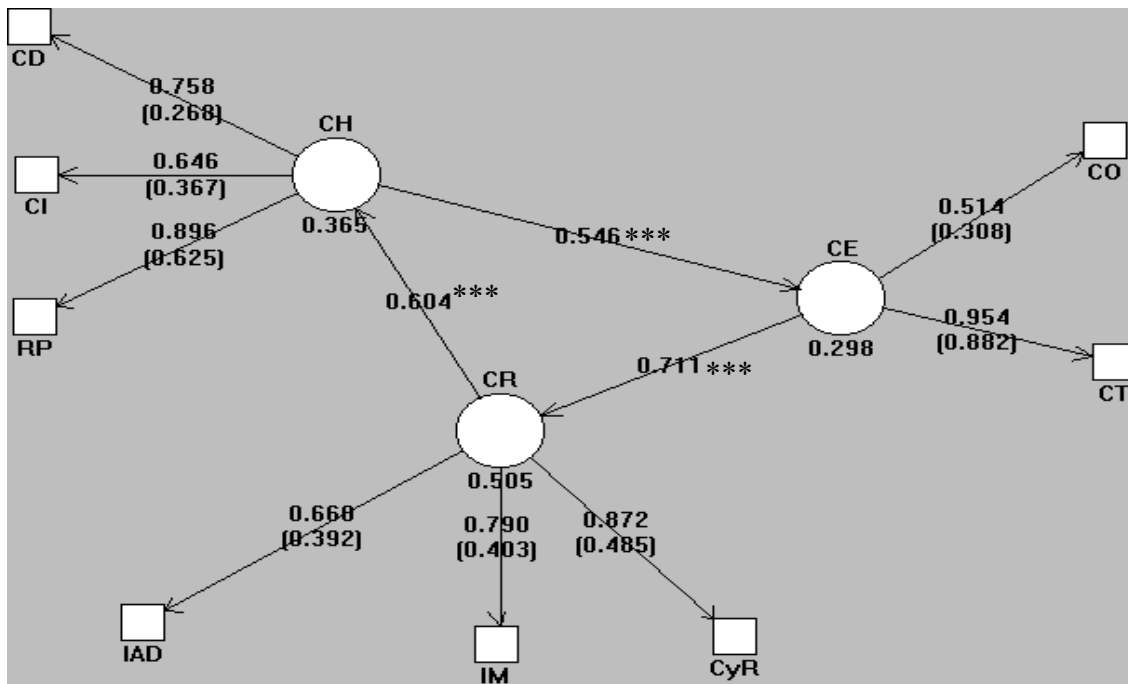 CD
0.758
(0.268)
CH
0.646
(0.367)
CI
0.365
0.896
(0.625)
RP
CO
0.514
(0.308)
0.546***
CE
0.604***
0.954
(0.882)
0.298
CT
0.711***
CR
0.505
0.660
(0.392)
0.790
(0.403)
0.872
(0.485)
IAD
IM
CyR